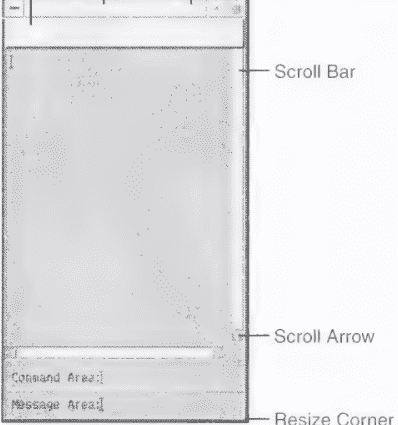 Scroll Bar
Scroll Arrow
Command Area:
Message Area:
Resize Corner